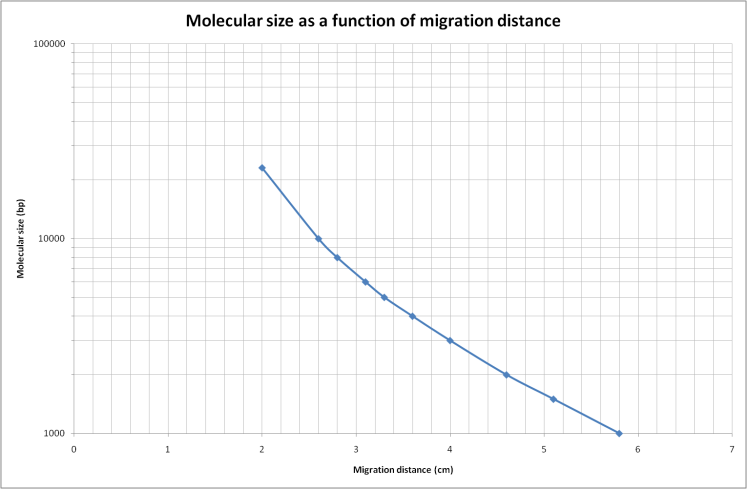 Molecular size as a function of migration distance
100000
10000
1000
Molecular size (bp)
0 1 2 3 4 5 6 7
Migration distance (cm)